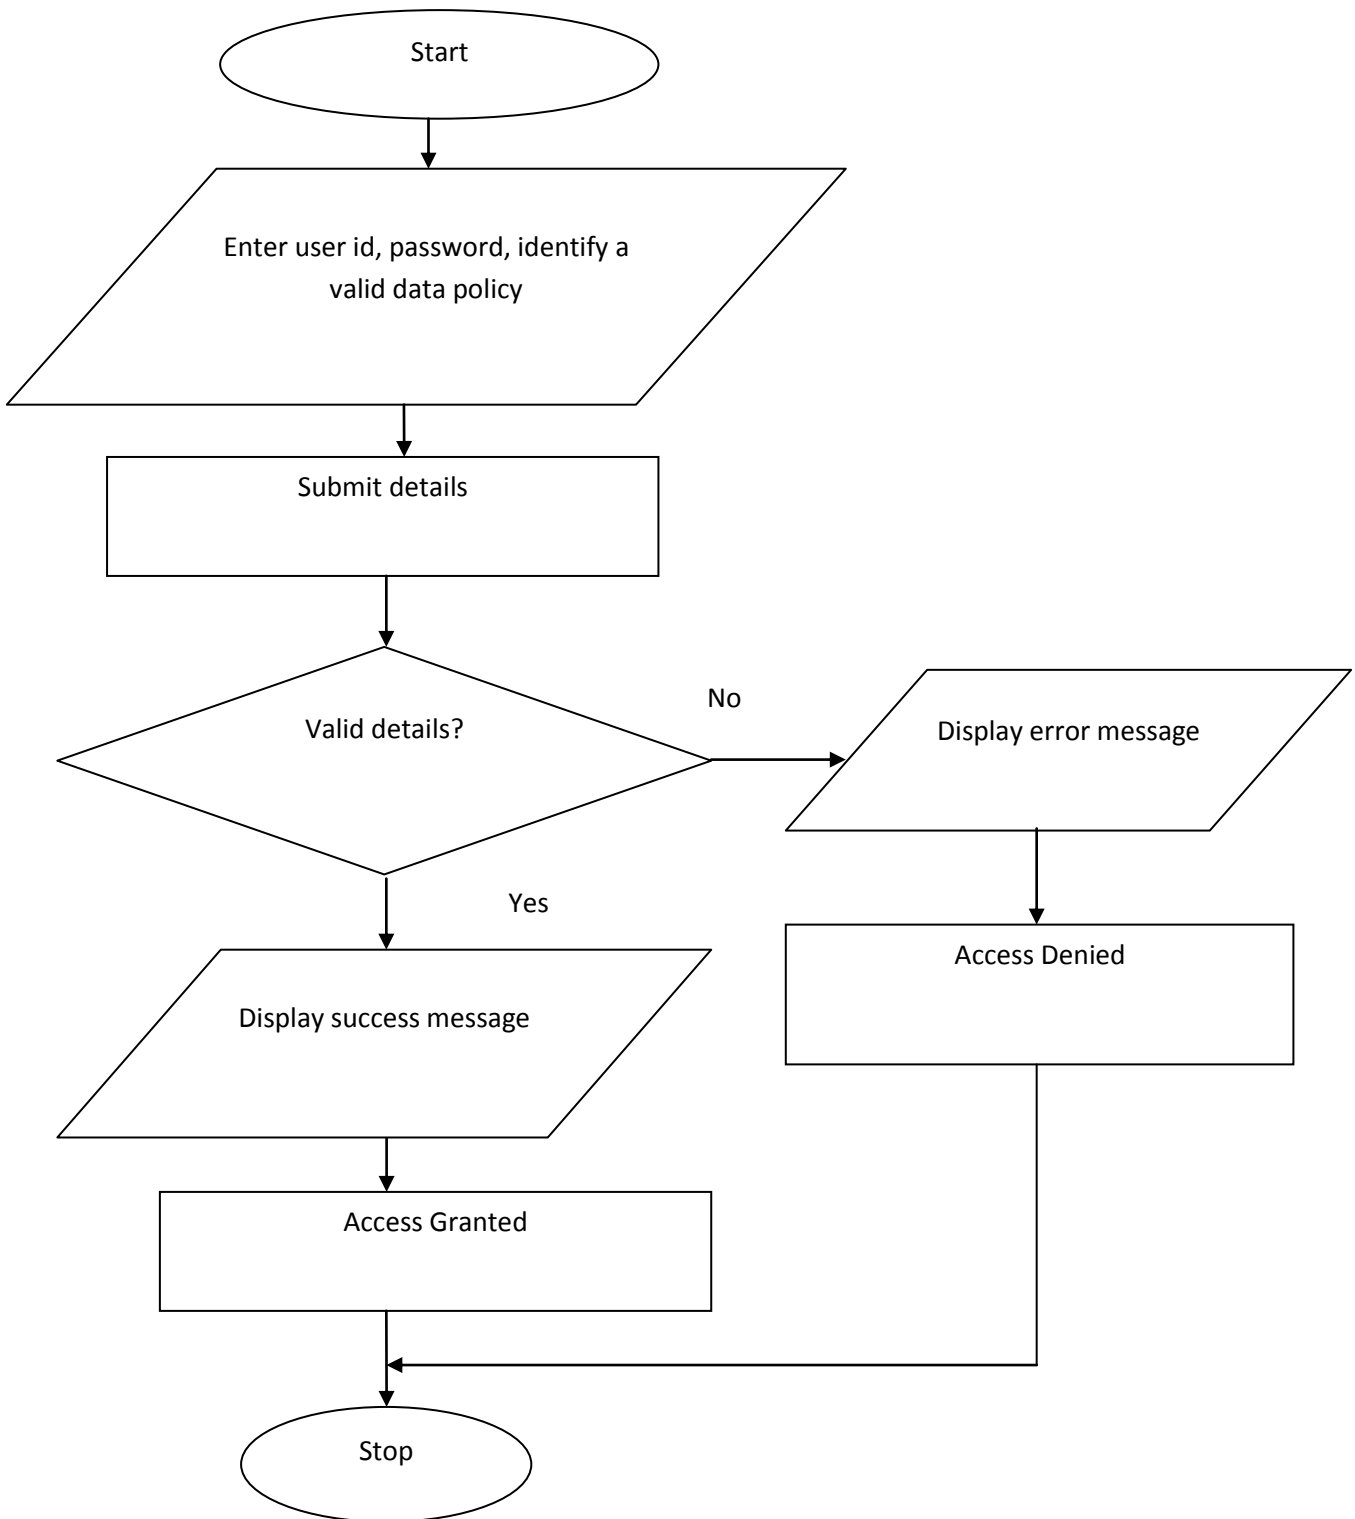 Start
Enter user id, password, identify a
valid data policy
Submit details
Valid details?
No
Display error message
Yes
Access Denied
Display success message
Access Granted
Stop